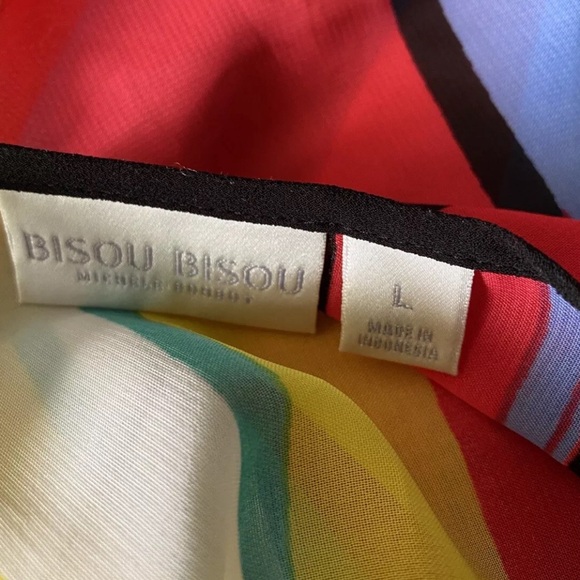 BISOU BISOU
MICHELE BOHBOT
L
MADE IN
INDONESIA